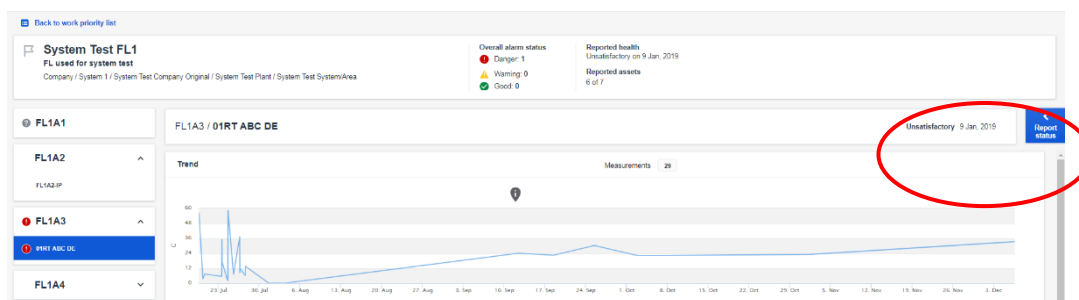 Back to work priority list
System Test FL1
FL used for system test
Company / System 1 / System Test Company Original / System Test Plant / System Test System/Area
Overall alarm status
Danger: 1
Warning: 0
Good: 0
Reported health
Unsatisfactory on 9 Jan, 2019
Reported assets
6 of 7
FL1A1
FL1A2
FL1A2-IP
FL1A3
01RT ABC DE
FL1A4
FL1A3 / 01RT ABC DE
Unsatisfactory 9 Jan, 2019
Report
status
Trend
Measurements 29
60
48
36
24
12
0
C
23. Jul 30. Jul 6. Aug 13. Aug 20. Aug 27. Aug 3. Sep 10. Sep 17. Sep 24. Sep 1. Oct 8. Oct 15. Oct 22. Oct 29. Oct 5. Nov 12. Nov 19. Nov 26. Nov 3. Dec